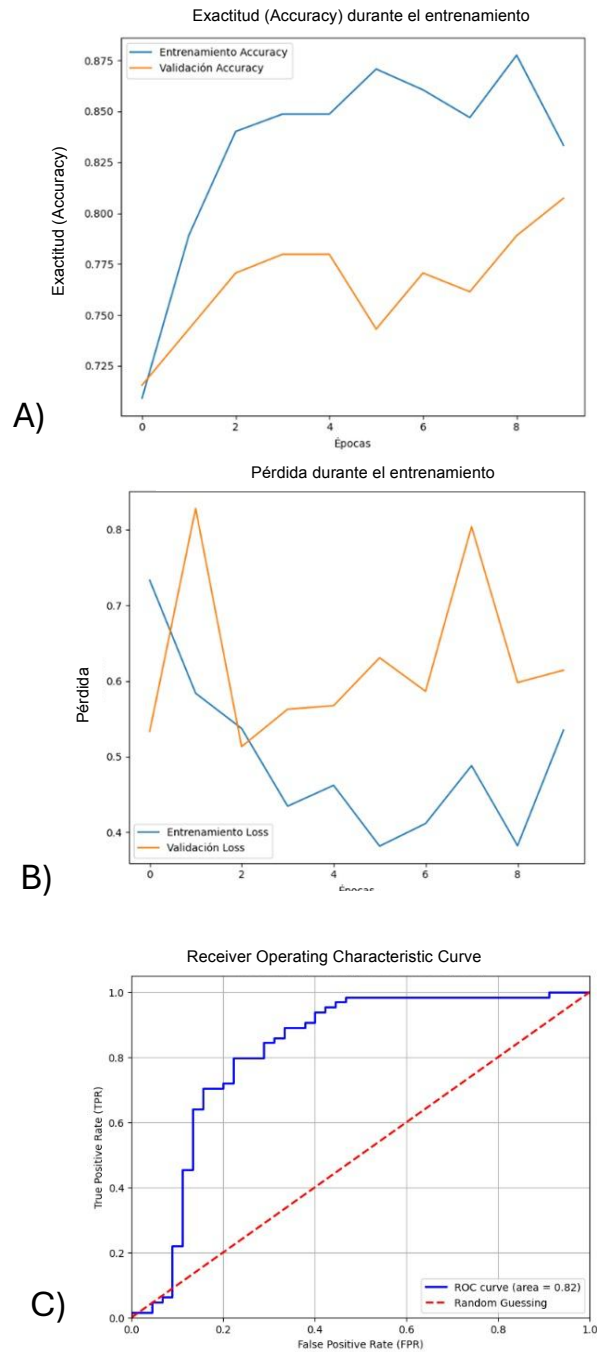 Exactitud (Accuracy) durante el entrenamiento
Entrenamiento Accuracy
Validación Accuracy
Exactitud (Accuracy)
0.875
0.850
0.825
0.800
0.775
0.750
0.725
0 2 4 6 8
Épocas
A)
Pérdida durante el entrenamiento
Pérdida
0.8
0.7
0.6
0.5
0.4
Entrenamiento Loss
Validación Loss
0 2 4 6 8
Épocas
B)
Receiver Operating Characteristic Curve
True Positive Rate (TPR)
1.0
0.8
0.6
0.4
0.2
0.0
ROC curve (area = 0.82)
Random Guessing
0.0 0.2 0.4 0.6 0.8 1.0
False Positive Rate (FPR)
C)